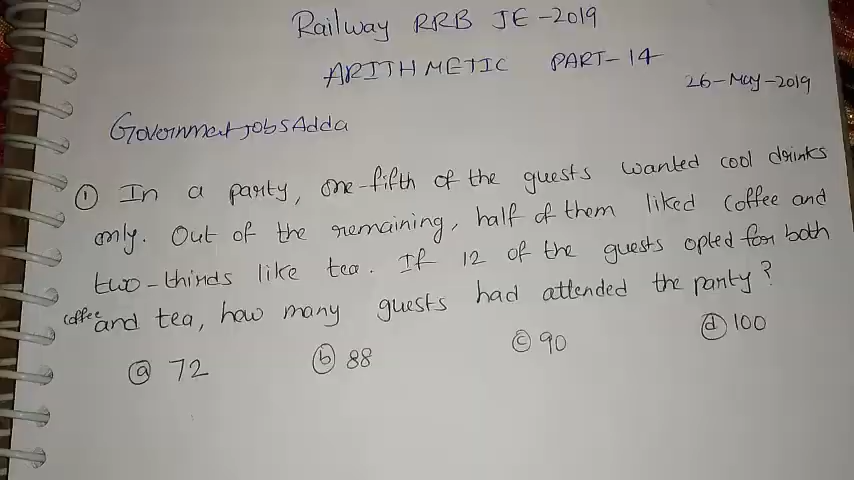 Railway RRB JE -2019
ARITHMETIC PART-14
26-May-2019
GovernmentjobsAdda
① In a party, one-fifth of the guests wanted cool drinks
only. Out of the remaining, half of them liked coffee and
two-thirds like tea. If 12 of the guests opted for both
coffee and tea, how many guests had attended the party?
ⓐ 72 ⓑ 88 ⓒ 90 ⓓ 100